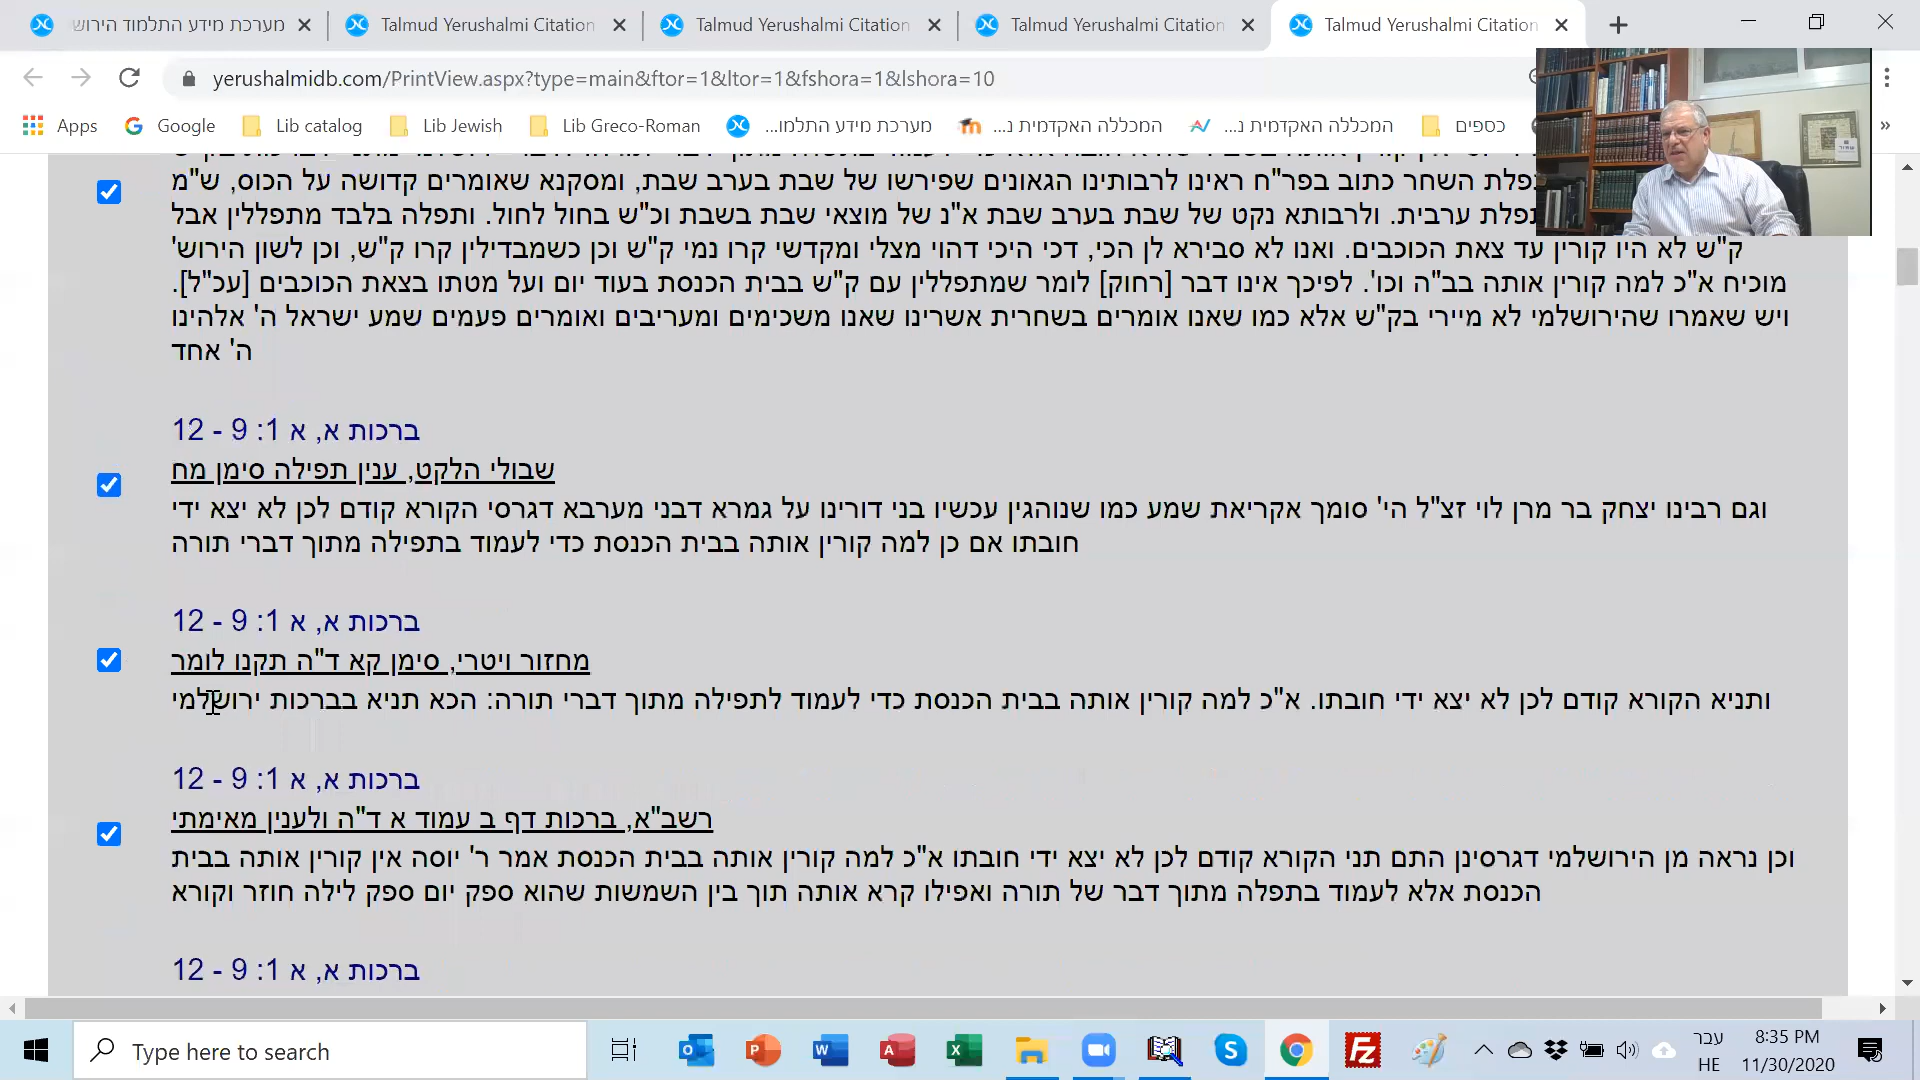 מערכת מידע התלמוד הירוש
Talmud Yerushalmi Citation
Talmud Yerushalmi Citation
Talmud Yerushalmi Citation
Talmud Yerushalmi Citation
yerushalmidb.com/PrintView.aspx?type=main&ftor=1&ltor=1&fshora=1&lshora=10
Apps
Google
Lib catalog
Lib Jewish
Lib Greco-Roman
מערכת מידע התלמו...
המכללה האקדמית נ...
המכללה האקדמית נ...
כספים
»
תפלת השחר כתוב בפר"ח ראינו לרבותינו הגאונים שפירשו של שבת בערב שבת, ומסקנא שאומרים קדושה על הכוס, ש"מ
תפלת ערבית. ולרבותא נקט של שבת בערב שבת א"נ של מוצאי שבת בשבת וכ"ש בחול לחול. ותפלה בלבד מתפללין אבל
ק"ש לא היו קורין עד צאת הכוכבים. ואנו לא סבירא לן הכי, דכי היכי דהוי מצלי ומקדשי קרו נמי ק"ש וכן כשמבדילין קרו ק"ש, וכן לשון הירוש'
מוכיח א"כ למה קורין אותה בב"ה וכו'. לפיכך אינו דבר [רחוק] לומר שמתפללין עם ק"ש בבית הכנסת בעוד יום ועל מטתו בצאת הכוכבים [עכ"ל].
ויש שאמרו שהירושלמי לא מיירי בק"ש אלא כמו שאנו אומרים בשחרית אשרינו שאנו משכימים ומעריבים ואומרים פעמים שמע ישראל ה' אלהינו
ה' אחד
ברכות א, א 1: 9 - 12
שבולי הלקט, ענין תפילה סימן מח
וגם רבינו יצחק בר מרן לוי זצ"ל הי' סומך אקריאת שמע כמו שנוהגין עכשיו בני דורינו על גמרא דבני מערבא דגרסי הקורא קודם לכן לא יצא ידי
חובתו אם כן למה קורין אותה בבית הכנסת כדי לעמוד בתפילה מתוך דברי תורה
ברכות א, א 1: 9 - 12
מחזור ויטרי, סימן קא ד"ה תקנו לומר
ותניא הקורא קודם לכן לא יצא ידי חובתו. א"כ למה קורין אותה בבית הכנסת כדי לעמוד לתפילה מתוך דברי תורה: הכא תניא בברכות ירושלמי
ברכות א, א 1: 9 - 12
רשב"א, ברכות דף ב עמוד א ד"ה ולענין מאימתי
וכן נראה מן הירושלמי דגרסינן התם תני הקורא קודם לכן לא יצא ידי חובתו א"כ למה קורין אותה בבית הכנסת אמר ר' יוסה אין קורין אותה בבית
הכנסת אלא לעמוד בתפלה מתוך דבר של תורה ואפילו קרא אותה תוך בין השמשות שהוא ספק יום ספק לילה חוזר וקורא
ברכות א, א 1: 9 - 12
Type here to search
עבר
HE
8:35 PM
11/30/2020